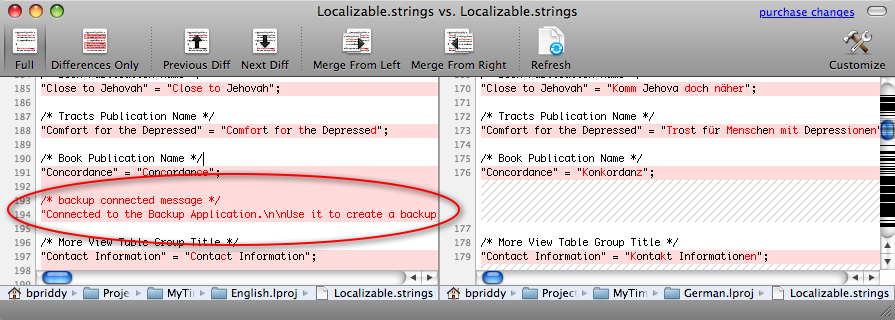 Localizable.strings vs. Localizable.strings
purchase changes
Full
Differences Only
Previous Diff
Next Diff
Merge From Left
Merge From Right
Refresh
Customize
185 "Close to Jehovah" = "Close to Jehovah";
186
187 /* Tracts Publication Name */
188 "Comfort for the Depressed" = "Comfort for the Depressed";
189
190 /* Book Publication Name */
191 "Concordance" = "Concordance";
192
193 /* backup connected message */
194 "Connected to the Backup Application.\n\nUse it to create a backup
195
196 /* More View Table Group Title */
197 "Contact Information" = "Contact Information";
198
170 "Close to Jehovah" = "Komm Jehova doch näher";
171
172 /* Tracts Publication Name */
173 "Comfort for the Depressed" = "Trost für Menschen mit Depressionen"
174
175 /* Book Publication Name */
176 "Concordance" = "Konkordanz";
177
178 /* More View Table Group Title */
179 "Contact Information" = "Kontakt Informationen";
bpriddy Proje MyTir English.lproj Localizable.strings
bpriddy Project MyTim German.lproj Localizable.strings